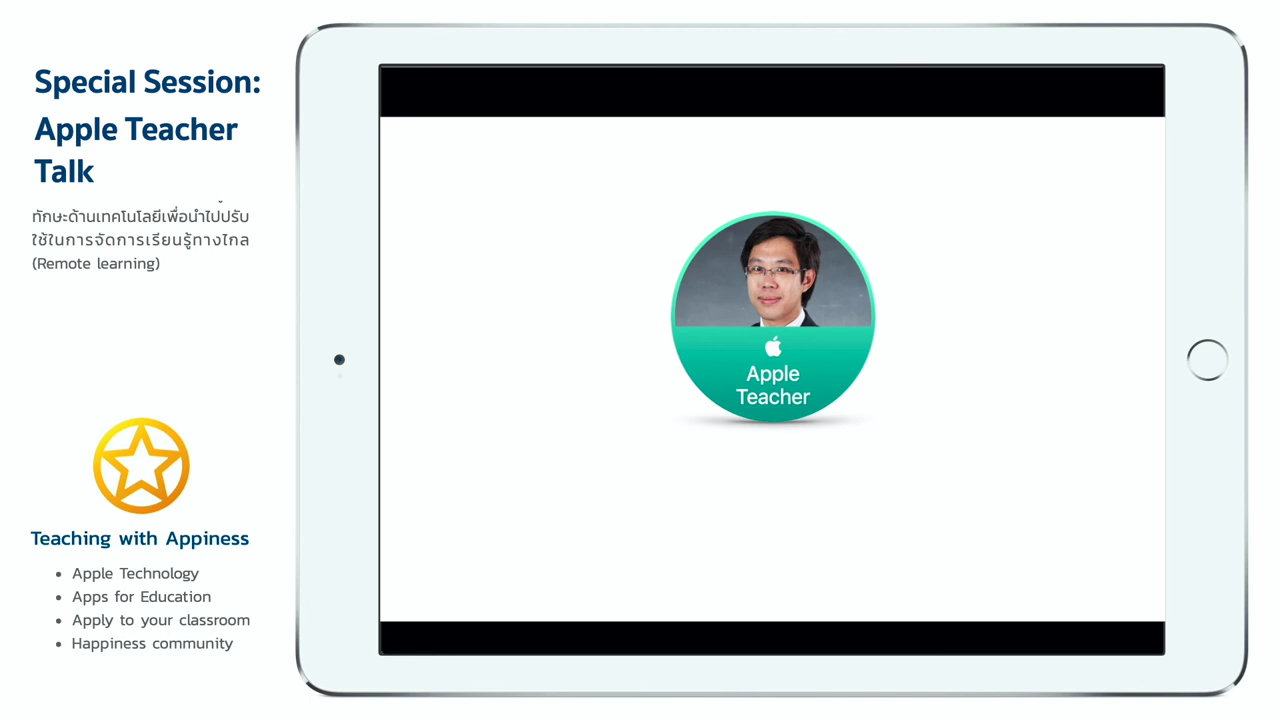 Special Session:
Apple Teacher
Talk
ทักษะด้านเทคโนโลยีเพื่อนำไปปรับ
ใช้ในการจัดการเรียนรู้ทางไกล
(Remote learning)
Apple
Teacher
Teaching with Appiness
• Apple Technology
• Apps for Education
• Apply to your classroom
• Happiness community